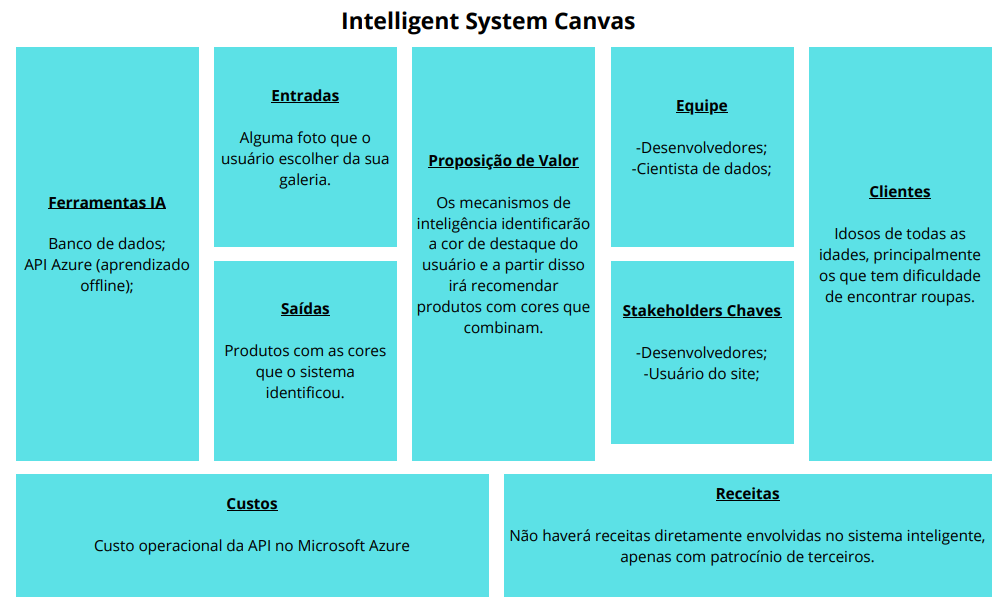 Intelligent System Canvas
Ferramentas IA
Banco de dados;
API Azure (aprendizado
offline);
Entradas
Alguma foto que o
usuário escolher da sua
galeria.
Saídas
Produtos com as cores
que o sistema
identificou.
Proposição de Valor
Os mecanismos de
inteligência identificarão
a cor de destaque do
usuário e a partir disso
irá recomendar
produtos com cores que
combinam.
Equipe
-Desenvolvedores;
-Cientista de dados;
Stakeholders Chaves
-Desenvolvedores;
-Usuário do site;
Clientes
Idosos de todas as
idades, principalmente
os que tem dificuldade
de encontrar roupas.
Custos
Custo operacional da API no Microsoft Azure
Receitas
Não haverá receitas diretamente envolvidas no sistema inteligente,
apenas com patrocínio de terceiros.